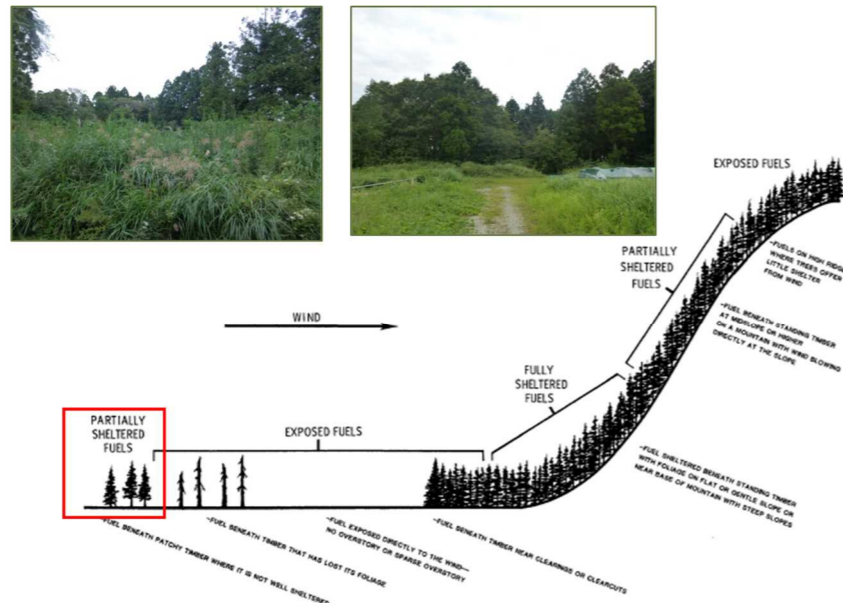 EXPOSED FUELS
PARTIALLY
SHELTERED
FUELS
-FUELS ON HIGH RIDGE
WHERE TREES OFFER
LITTLE SHELTER
FROM WIND
WIND
-FUEL BENEATH STANDING TIMBER
AT MIDSLOPE OR HIGHER
ON A MOUNTAIN WITH WIND BLOWING
DIRECTLY AT THE SLOPE
FULLY
SHELTERED
FUELS
PARTIALLY
SHELTERED
FUELS
EXPOSED FUELS
-FUEL SHELTERED BENEATH STANDING TIMBER
WITH FOLIAGE ON FLAT OR GENTLE SLOPE OR
NEAR BASE OF MOUNTAIN WITH STEEP SLOPES
-FUEL BENEATH PATCHY TIMBER WHERE IT IS NOT WELL SHELTERED
-FUEL BENEATH TIMBER THAT HAS LOST ITS FOLIAGE
-FUEL EXPOSED DIRECTLY TO THE WIND—
NO OVERSTORY OR SPARSE OVERSTORY
-FUEL BENEATH TIMBER NEAR CLEARINGS OR CLEARCUTS